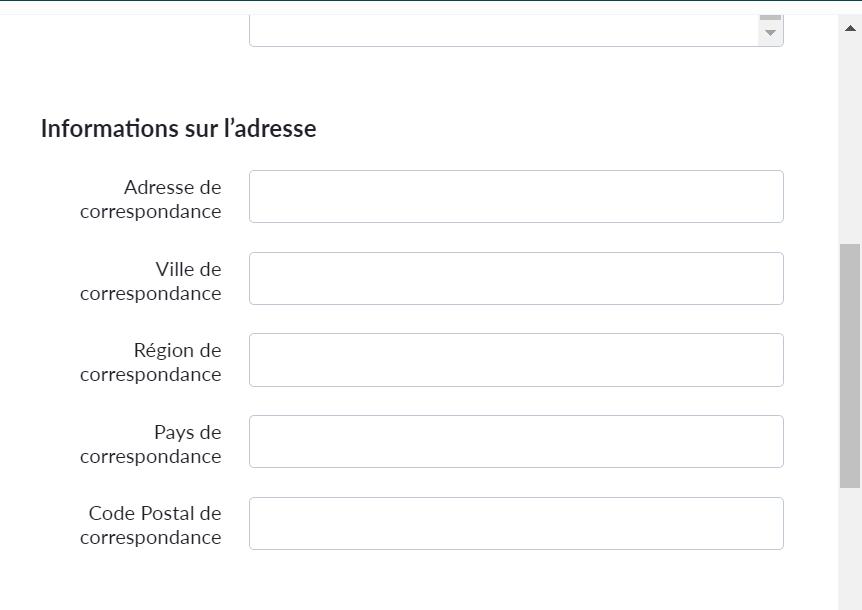 Informations sur l’adresse
Adresse de
correspondance
Ville de
correspondance
Région de
correspondance
Pays de
correspondance
Code Postal de
correspondance